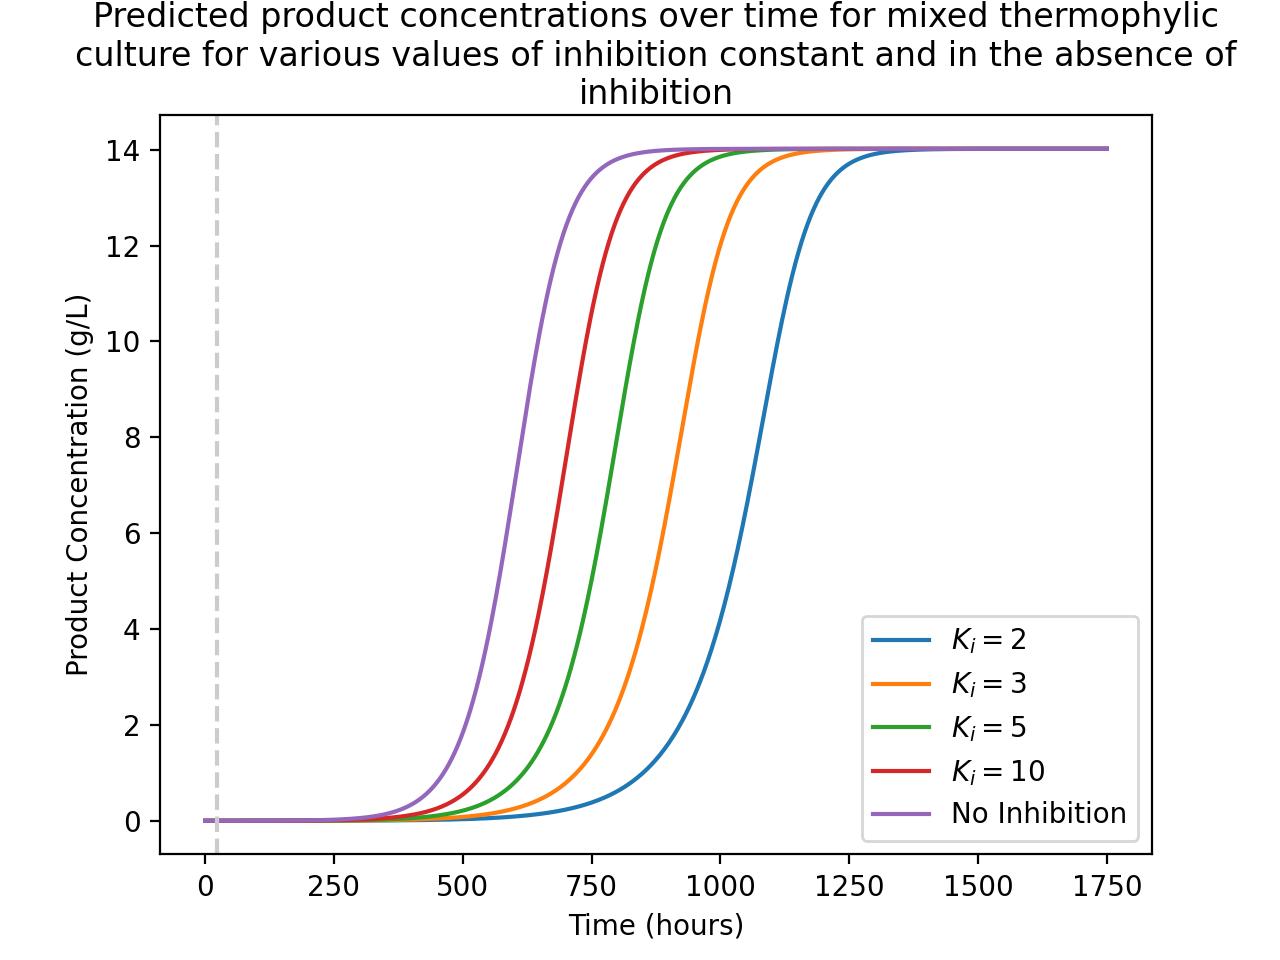 Predicted product concentrations over time for mixed thermophylic
culture for various values of inhibition constant and in the absence of
inhibition
14
12
10
8
6
4
2
0
Product Concentration (g/L)
K_i = 2
K_i = 3
K_i = 5
K_i = 10
No Inhibition
0 250 500 750 1000 1250 1500 1750
Time (hours)